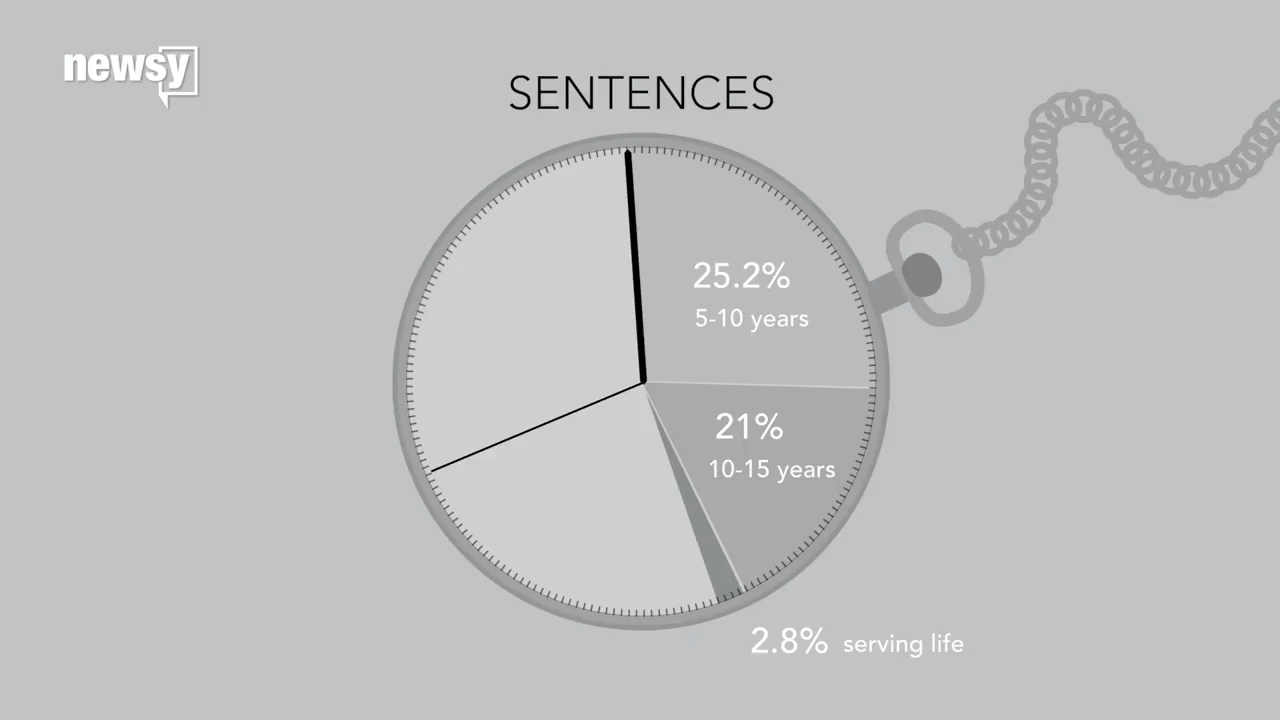 newsy
SENTENCES
25.2%
5-10 years
21%
10-15 years
2.8% serving life